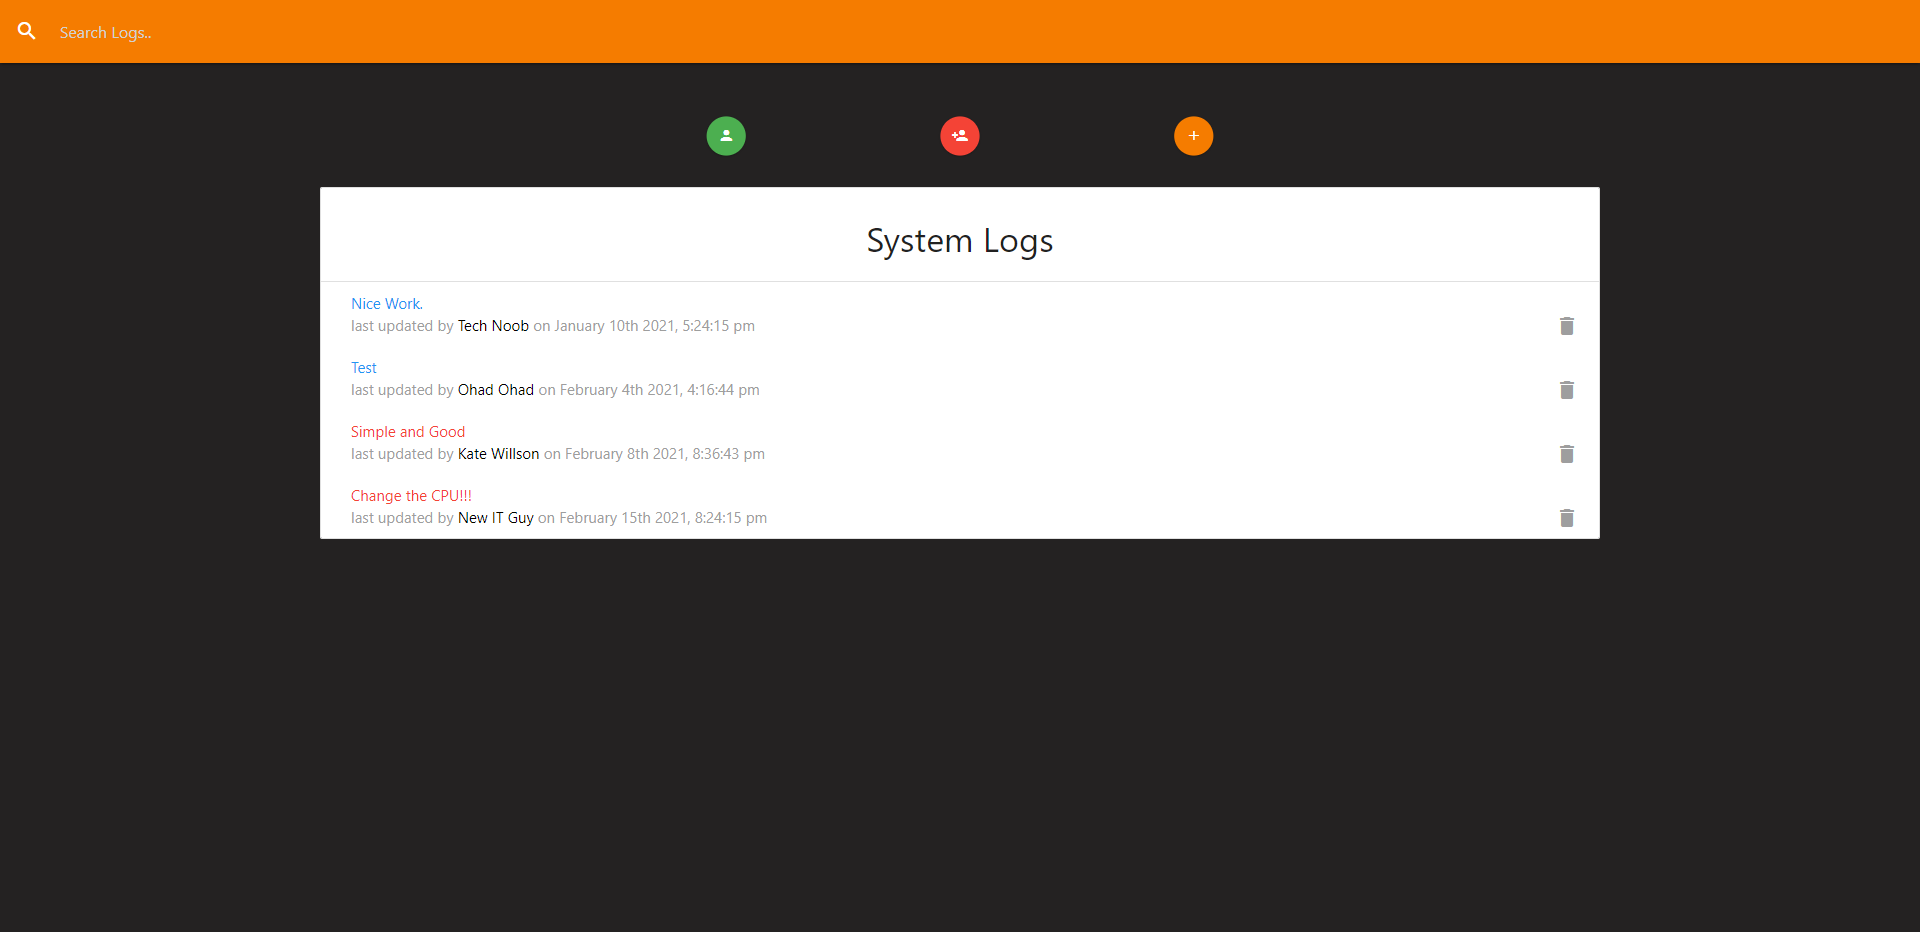 Search Logs..
System Logs
Nice Work.
last updated by Tech Noob on January 10th 2021, 5:24:15 pm
Test
last updated by Ohad Ohad on February 4th 2021, 4:16:44 pm
Simple and Good
last updated by Kate Willson on February 8th 2021, 8:36:43 pm
Change the CPU!!!
last updated by New IT Guy on February 15th 2021, 8:24:15 pm